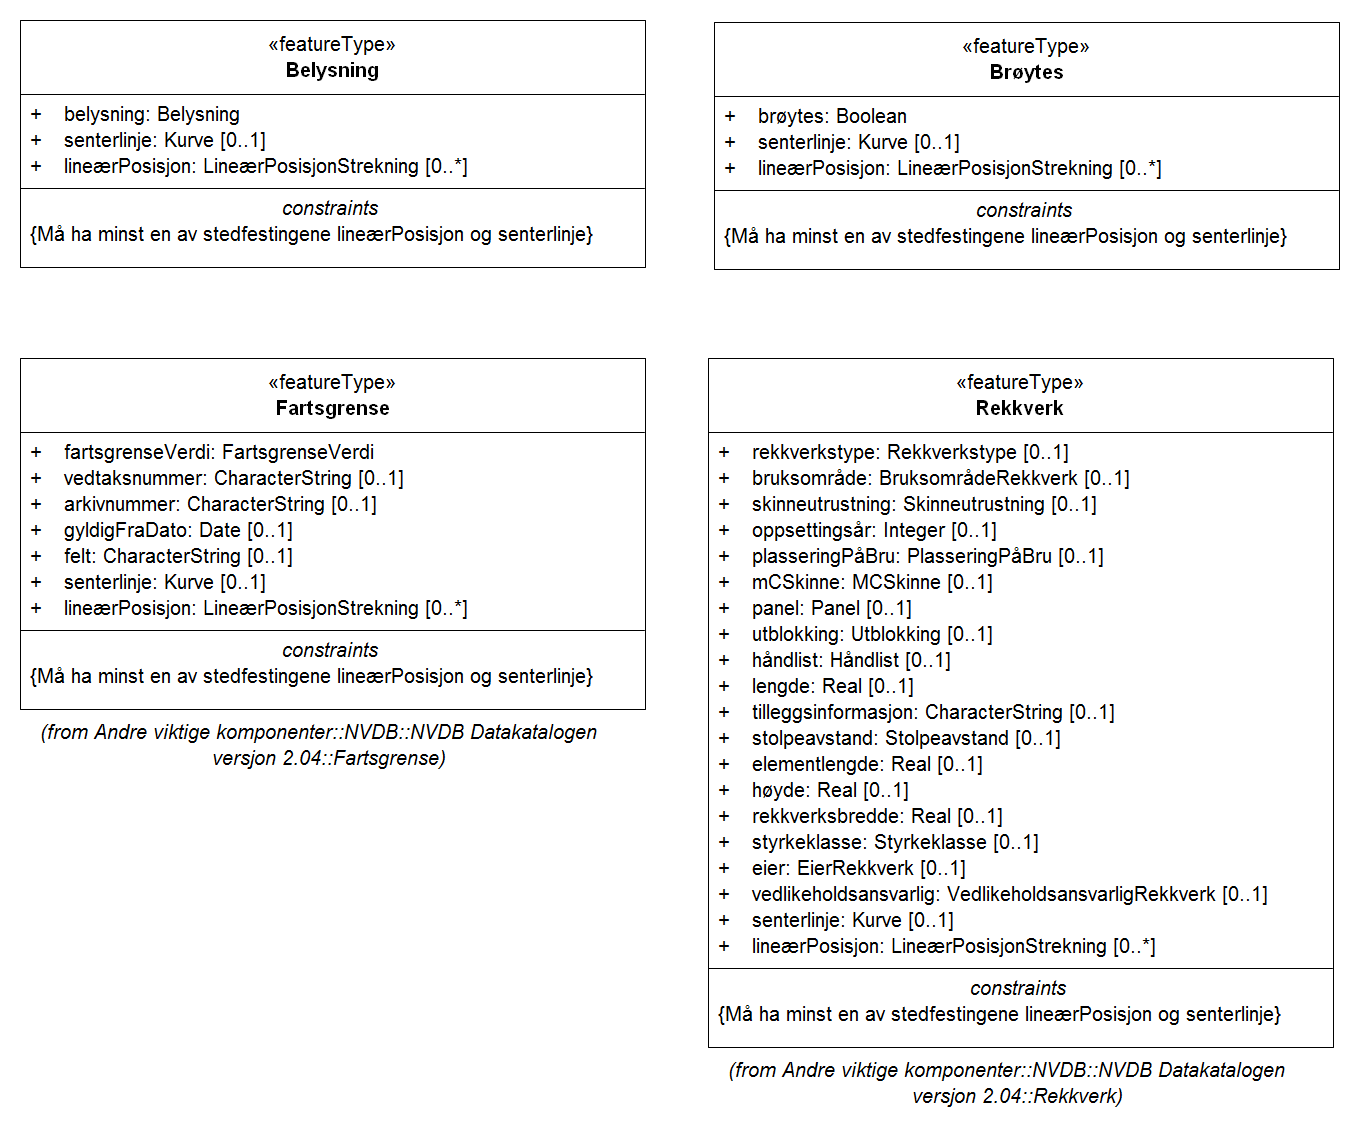 «featureType»
Belysning
+ belysning: Belysning
+ senterlinje: Kurve [0..1]
+ lineærPosisjon: LineærPosisjonStrekning [0..*]
constraints
{Må ha minst en av stedfestingene lineærPosisjon og senterlinje}
«featureType»
Brøytes
+ brøytes: Boolean
+ senterlinje: Kurve [0..1]
+ lineærPosisjon: LineærPosisjonStrekning [0..*]
constraints
{Må ha minst en av stedfestingene lineærPosisjon og senterlinje}
«featureType»
Fartsgrense
+ fartsgrenseVerdi: FartsgrenseVerdi
+ vedtaksnummer: CharacterString [0..1]
+ arkivnummer: CharacterString [0..1]
+ gyldigFraDato: Date [0..1]
+ felt: CharacterString [0..1]
+ senterlinje: Kurve [0..1]
+ lineærPosisjon: LineærPosisjonStrekning [0..*]
constraints
{Må ha minst en av stedfestingene lineærPosisjon og senterlinje}
(from Andre viktige komponenter::NVDB::NVDB Datakatalogen
versjon 2.04::Fartsgrense)
«featureType»
Rekkverk
+ rekkverkstype: Rekkverkstype [0..1]
+ bruksområde: BruksområdeRekkverk [0..1]
+ skinneutrustning: Skinneutrustning [0..1]
+ oppsettingsår: Integer [0..1]
+ plasseringPåBru: PlasseringPåBru [0..1]
+ mCSkinne: MCSkinne [0..1]
+ panel: Panel [0..1]
+ utblokking: Utblokking [0..1]
+ håndlist: Håndlist [0..1]
+ lengde: Real [0..1]
+ tilleggsinformasjon: CharacterString [0..1]
+ stolpeavstand: Stolpeavstand [0..1]
+ elementlengde: Real [0..1]
+ høyde: Real [0..1]
+ rekkverksbredde: Real [0..1]
+ styrkeklasse: Styrkeklasse [0..1]
+ eier: EierRekkverk [0..1]
+ vedlikeholdsansvarlig: VedlikeholdsansvarligRekkverk [0..1]
+ senterlinje: Kurve [0..1]
+ lineærPosisjon: LineærPosisjonStrekning [0..*]
constraints
{Må ha minst en av stedfestingene lineærPosisjon og senterlinje}
(from Andre viktige komponenter::NVDB::NVDB Datakatalogen
versjon 2.04::Rekkverk)